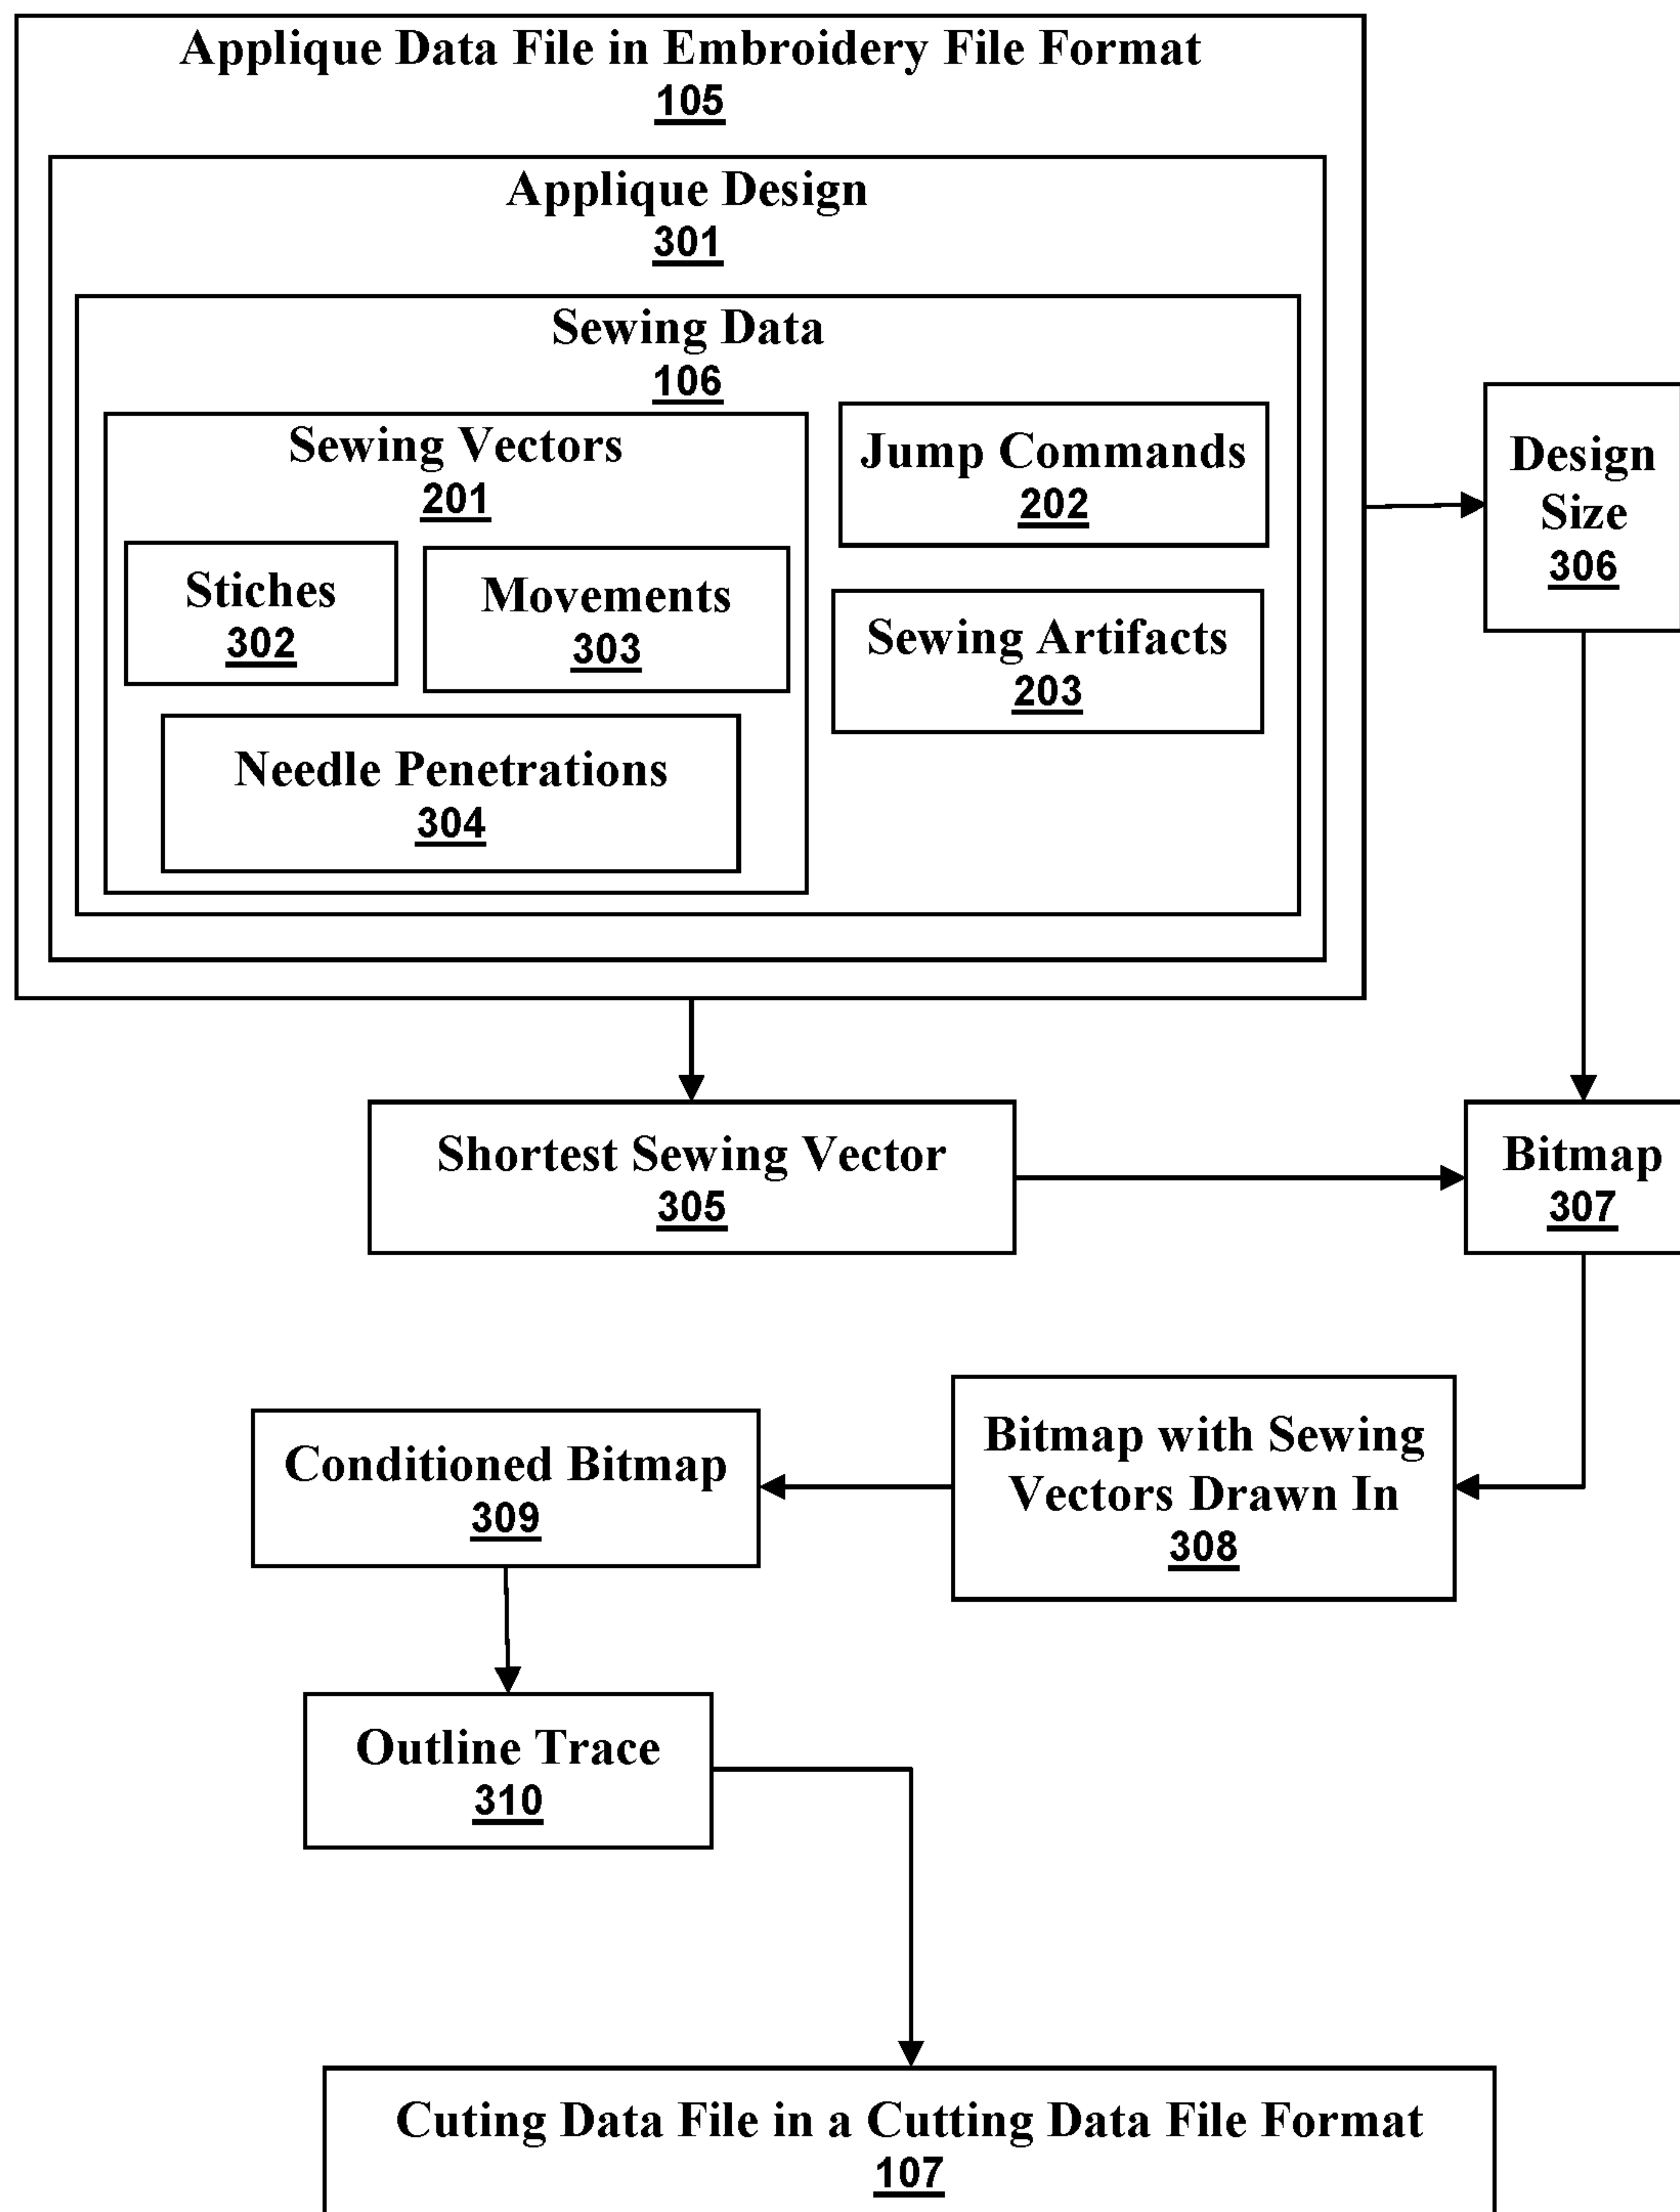 Applique Data File in Embroidery File Format
105
Applique Design
301
Sewing Data
106
Sewing Vectors
201
Jump Commands
202
Stiches
302
Movements
303
Sewing Artifacts
203
Needle Penetrations
304
Design
Size
306
Shortest Sewing Vector
305
Bitmap
307
Bitmap with Sewing
Vectors Drawn In
308
Conditioned Bitmap
309
Outline Trace
310
Cuting Data File in a Cutting Data File Format
107